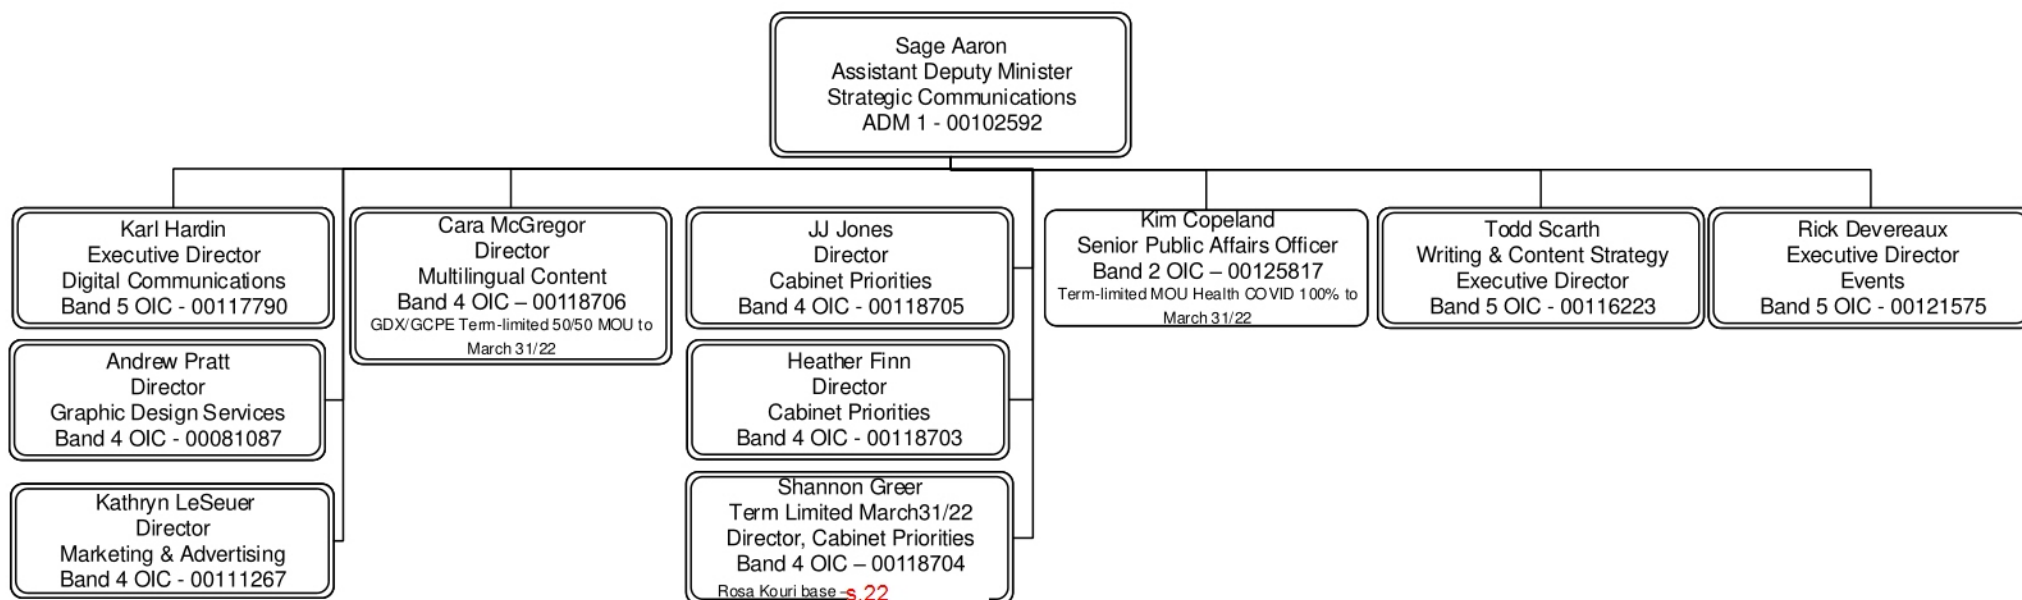 Sage Aaron
Assistant Deputy Minister
Strategic Communications
ADM 1 - 00102592
Karl Hardin
Executive Director
Digital Communications
Band 5 OIC - 00117790
Andrew Pratt
Director
Graphic Design Services
Band 4 OIC - 00081087
Kathryn LeSeuer
Director
Marketing & Advertising
Band 4 OIC - 00111267
Cara McGregor
Director
Multilingual Content
Band 4 OIC – 00118706
GDX/GCPE Term-limited 50/50 MOU to
March 31/22
JJ Jones
Director
Cabinet Priorities
Band 4 OIC - 00118705
Heather Finn
Director
Cabinet Priorities
Band 4 OIC - 00118703
Shannon Greer
Term Limited March31/22
Director, Cabinet Priorities
Band 4 OIC – 00118704
Rosa Kouri base -s.22
Kim Copeland
Senior Public Affairs Officer
Band 2 OIC – 00125817
Term-limited MOU Health COVID 100% to
March 31/22
Todd Scarth
Writing & Content Strategy
Executive Director
Band 5 OIC - 00116223
Rick Devereaux
Executive Director
Events
Band 5 OIC - 00121575